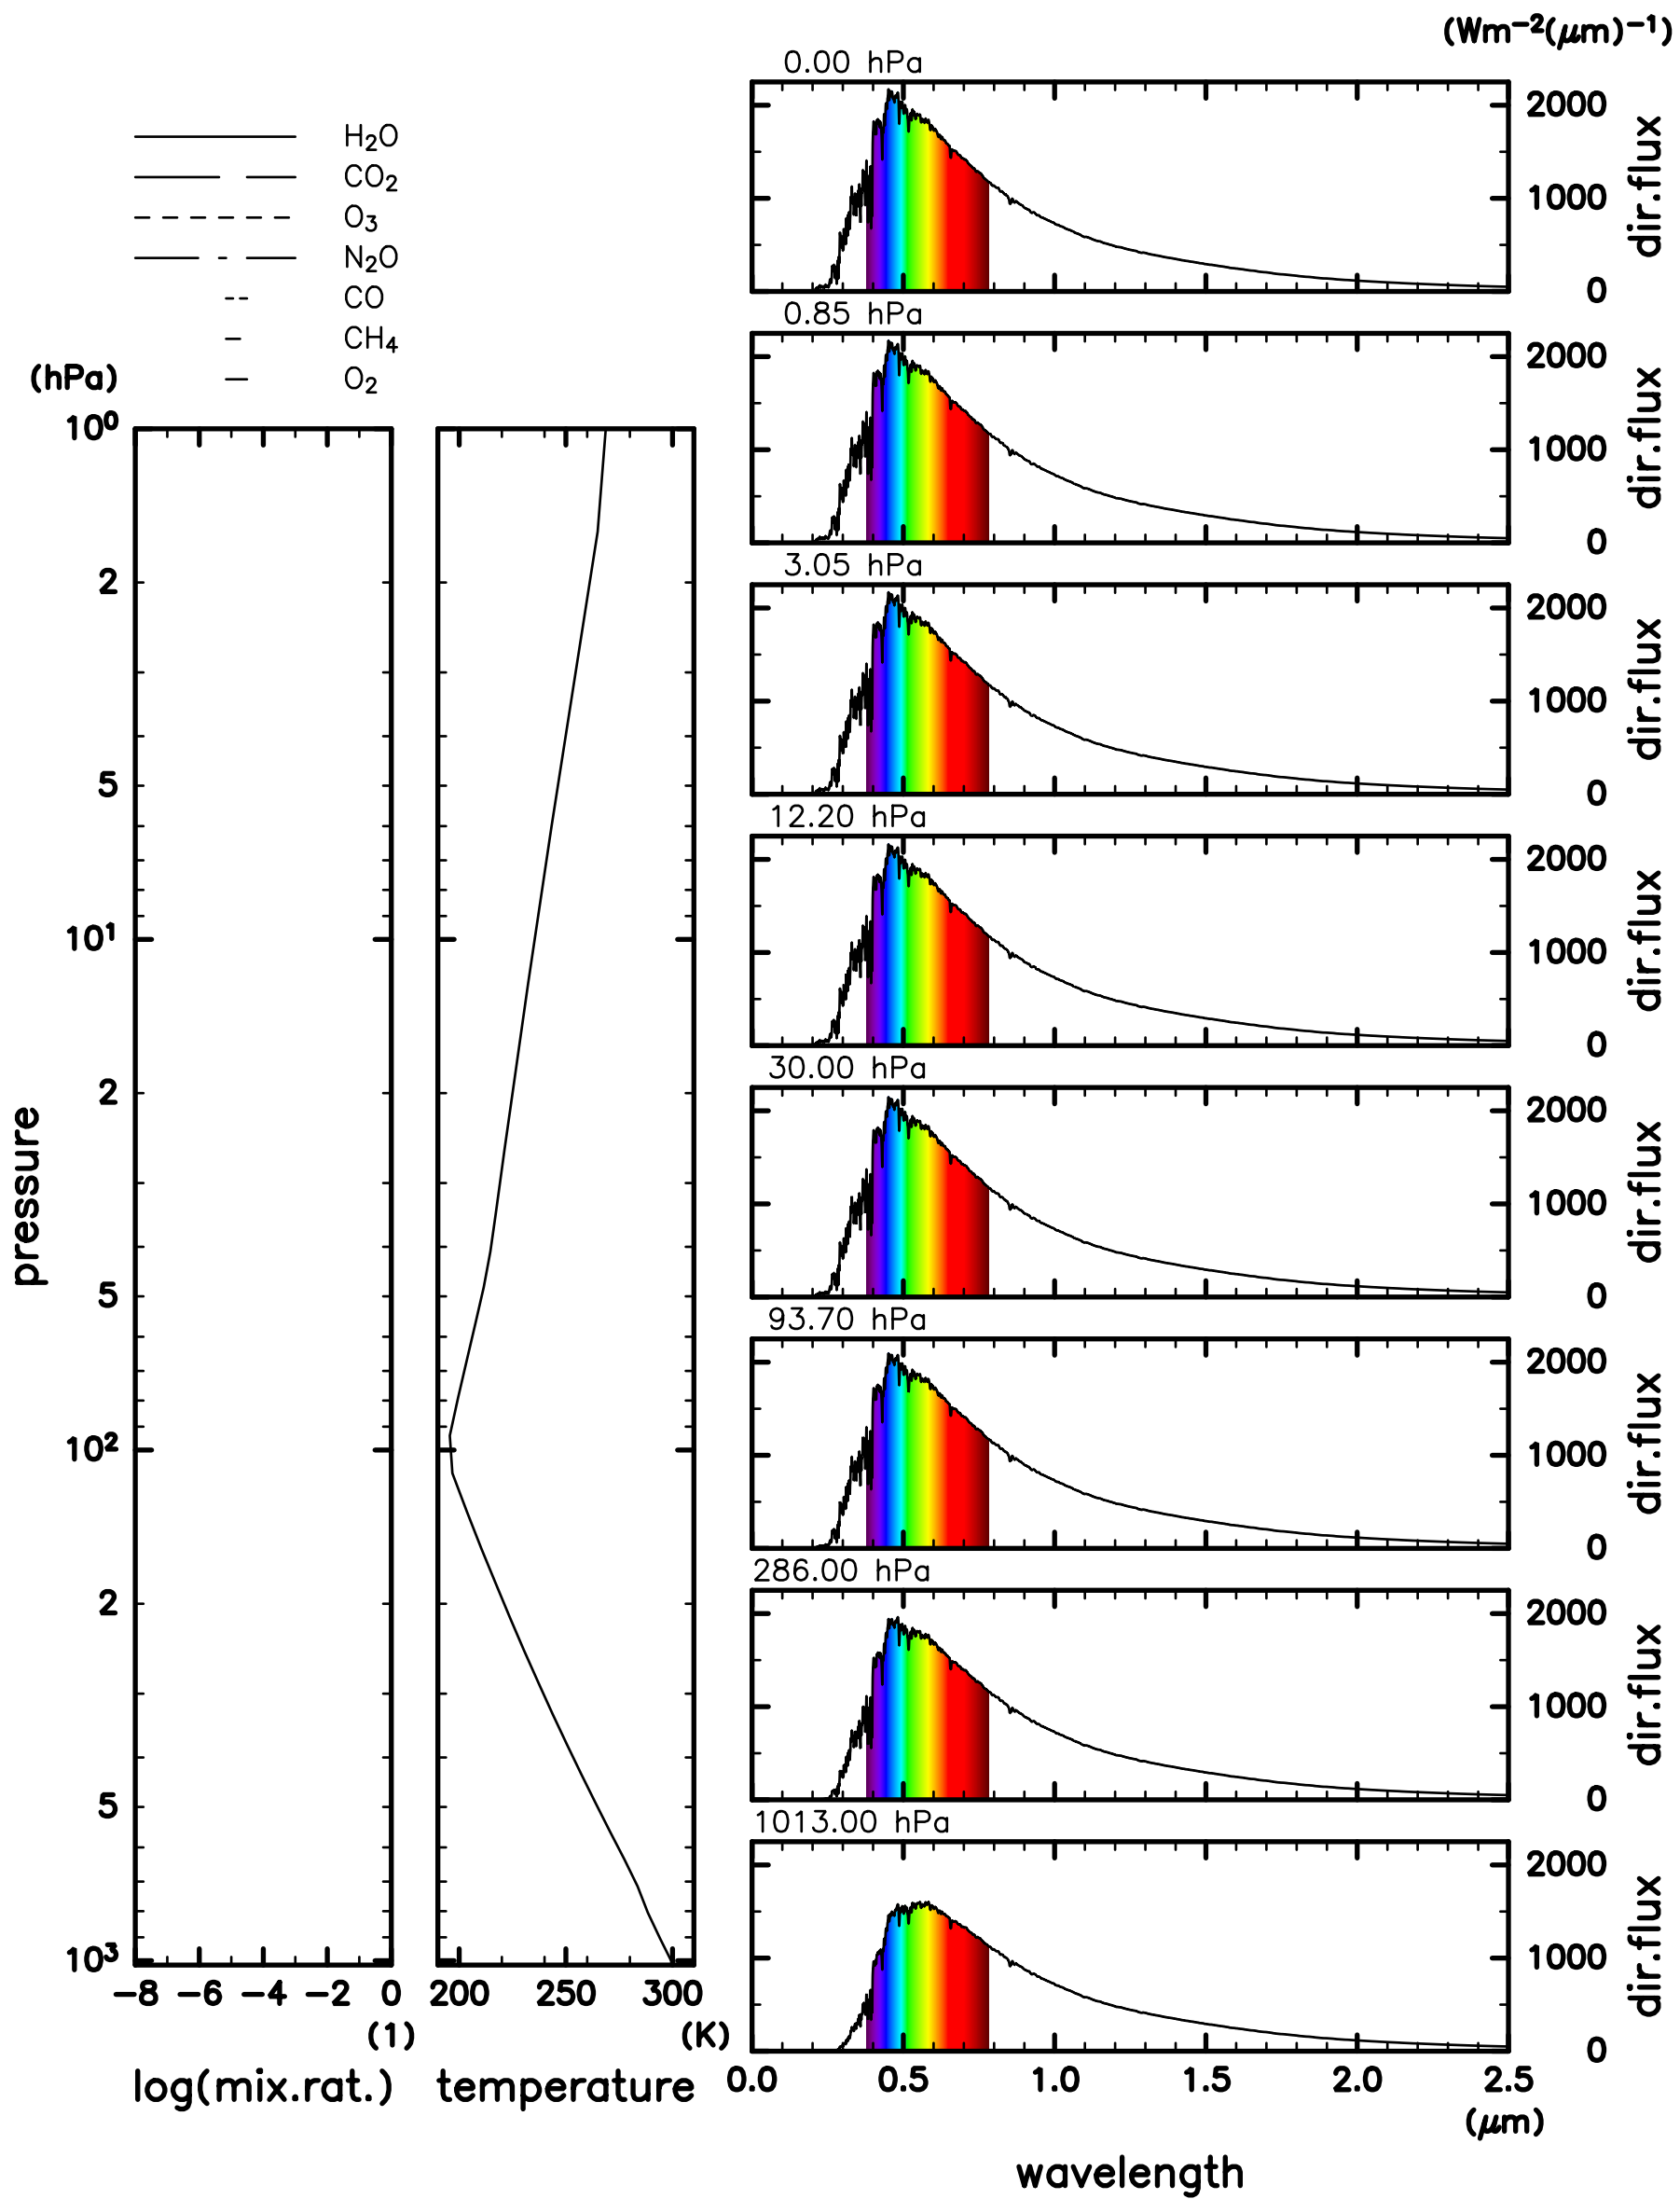 (Wm⁻²(μm)⁻¹)
H₂O
CO₂
O₃
N₂O
CO
CH₄
O₂
(hPa)
10⁰
2
5
10¹
2
5
10²
2
5
10³
pressure
−8 −6 −4 −2 0
(1)
log(mix.rat.)
200 250 300
(K)
temperature
0.00 hPa
2000
1000
0
dir.flux
0.85 hPa
2000
1000
0
dir.flux
3.05 hPa
2000
1000
0
dir.flux
12.20 hPa
2000
1000
0
dir.flux
30.00 hPa
2000
1000
0
dir.flux
93.70 hPa
2000
1000
0
dir.flux
286.00 hPa
2000
1000
0
dir.flux
1013.00 hPa
2000
1000
0
dir.flux
0.0 0.5 1.0 1.5 2.0 2.5
(μm)
wavelength